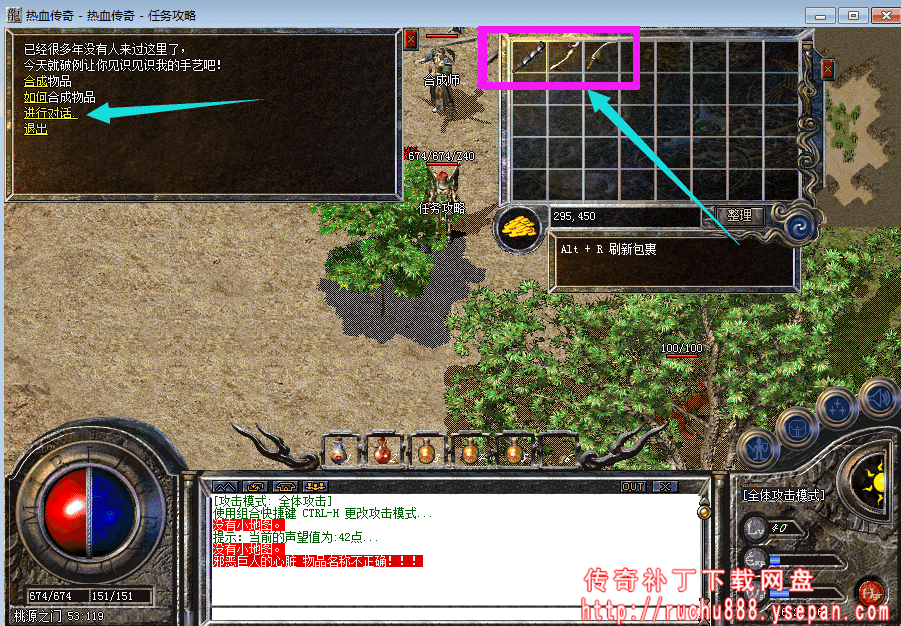 热血传奇 - 热血传奇 - 任务攻略
已经很多年没有人来过这里了，
今天就破例让你见识见识我的手艺吧！
合成物品
如何合成物品
进行对话
退出
合成师
674/674/Z40
任务攻略
295,450
整理
Alt + R 刷新包裹
100/100
OUT
[攻击模式: 全体攻击]
使用组合快捷键 CTRL-H 更改攻击模式...
没有小地图。
提示：当前的声望值为:42点...
没有小地图。
邪恶巨人的心脏 物品名称不正确！！！
[全体攻击模式]
Lv 40
Exp
Wgt
674/674 151/151
桃源之门 53:119
传奇补丁下载网盘
http://ruchu888.ysepan.com